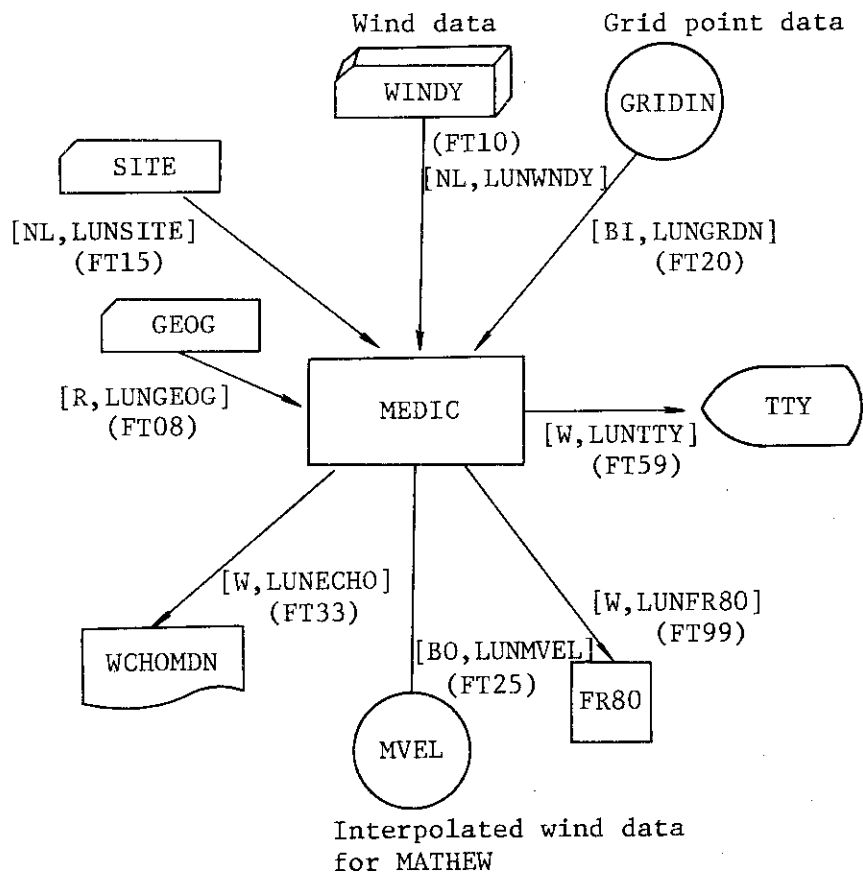 Wind data
Grid point data
WINDY
GRIDIN
(FT10)
[NL,LUNWNDY]
SITE
[NL,LUNSITE]
(FT15)
[BI,LUNGRDN]
(FT20)
GEOG
[R,LUNGEOG]
(FT08)
MEDIC
TTY
[W,LUNTTY]
(FT59)
[W,LUNECHO]
(FT33)
[W,LUNFR80]
(FT99)
WCHOMDN
[BO,LUNMVEL]
(FT25)
FR80
MVEL
Interpolated wind data
for MATHEW